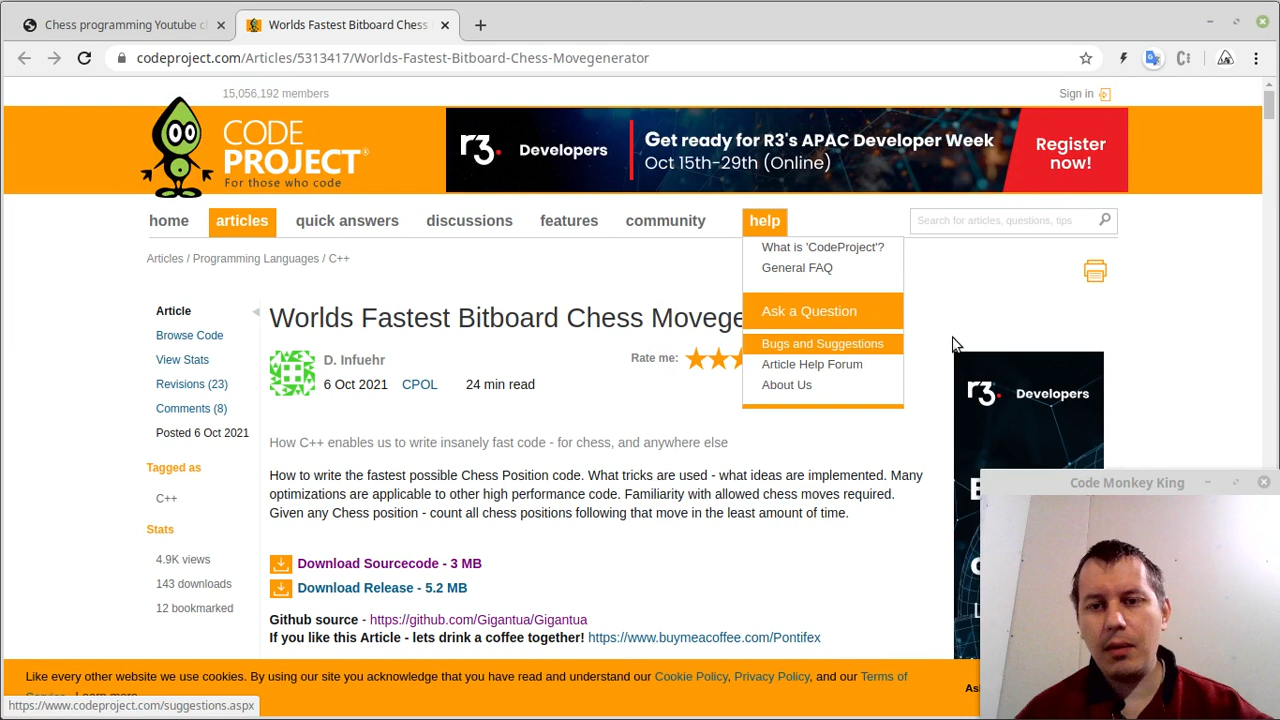 Chess programming Youtube c
Worlds Fastest Bitboard Chess
codeproject.com/Articles/5313417/Worlds-Fastest-Bitboard-Chess-Movegenerator
15,056,192 members
Sign in
CODE
PROJECT®
For those who code
r3. Developers
Get ready for R3's APAC Developer Week
Oct 15th-29th (Online)
Register
now!
home articles quick answers discussions features community help
Search for articles, questions, tips
What is 'CodeProject'?
General FAQ
Ask a Question
Bugs and Suggestions
Article Help Forum
About Us
Articles / Programming Languages / C++
Article
Browse Code
View Stats
Revisions (23)
Comments (8)
Posted 6 Oct 2021
Tagged as
C++
Stats
4.9K views
143 downloads
12 bookmarked
Worlds Fastest Bitboard Chess Movege
D. Infuehr
Rate me:
6 Oct 2021 CPOL 24 min read
How C++ enables us to write insanely fast code - for chess, and anywhere else
How to write the fastest possible Chess Position code. What tricks are used - what ideas are implemented. Many
optimizations are applicable to other high performance code. Familiarity with allowed chess moves required.
Given any Chess position - count all chess positions following that move in the least amount of time.
Download Sourcecode - 3 MB
Download Release - 5.2 MB
Github source - https://github.com/Gigantua/Gigantua
If you like this Article - lets drink a coffee together! https://www.buymeacoffee.com/Pontifex
r3. Developers
Code Monkey King
Like every other website we use cookies. By using our site you acknowledge that you have read and understand our Cookie Policy, Privacy Policy, and our Terms of
https://www.codeproject.com/suggestions.aspx